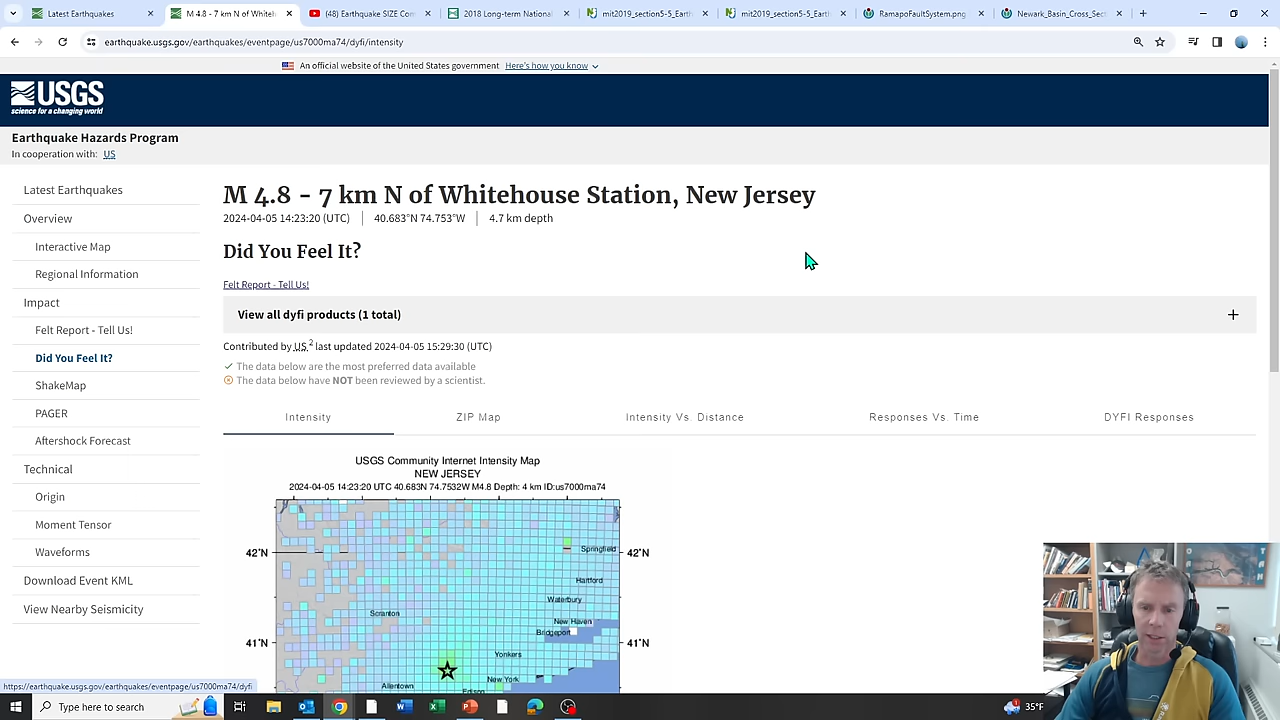 Latest Earthquakes
M 4.8 - 7 km N of Whiteh
(48) Earthquake SIZE Com
2018 Long-term National
mit2019_section5-5_Earth
mit2019_section5-5_Earth
RamapoFaultSystem.png
Newark_Basin_Cross_Sec
earthquake.usgs.gov/earthquakes/eventpage/us7000ma74/dyfi/intensity
An official website of the United States government Here's how you know
USGS
science for a changing world
Earthquake Hazards Program
In cooperation with: US
Latest Earthquakes
Overview
Interactive Map
Regional Information
Impact
Felt Report - Tell Us!
Did You Feel It?
ShakeMap
PAGER
Aftershock Forecast
Technical
Origin
Moment Tensor
Waveforms
Download Event KML
View Nearby Seismicity
M 4.8 - 7 km N of Whitehouse Station, New Jersey
2024-04-05 14:23:20 (UTC) 40.683°N 74.753°W 4.7 km depth
Did You Feel It?
Felt Report - Tell Us!
View all dyfi products (1 total)
Contributed by US 2 last updated 2024-04-05 15:29:30 (UTC)
The data below are the most preferred data available
The data below have NOT been reviewed by a scientist.
Intensity ZIP Map Intensity Vs. Distance Responses Vs. Time DYFI Responses
USGS Community Internet Intensity Map
NEW JERSEY
2024-04-05 14:23:20 UTC 40.683N 74.7532W M4.8 Depth: 4 km ID:us7000ma74
42°N
Springfield
42°N
Hartford
Waterbury
Scranton
New Haven
Bridgeport
41°N
41°N
Yonkers
New York
Allentown
Edison
https://earthquake.usgs.gov/earthquakes/eventpage/us7000ma74/dyfi
Type here to search
35°F